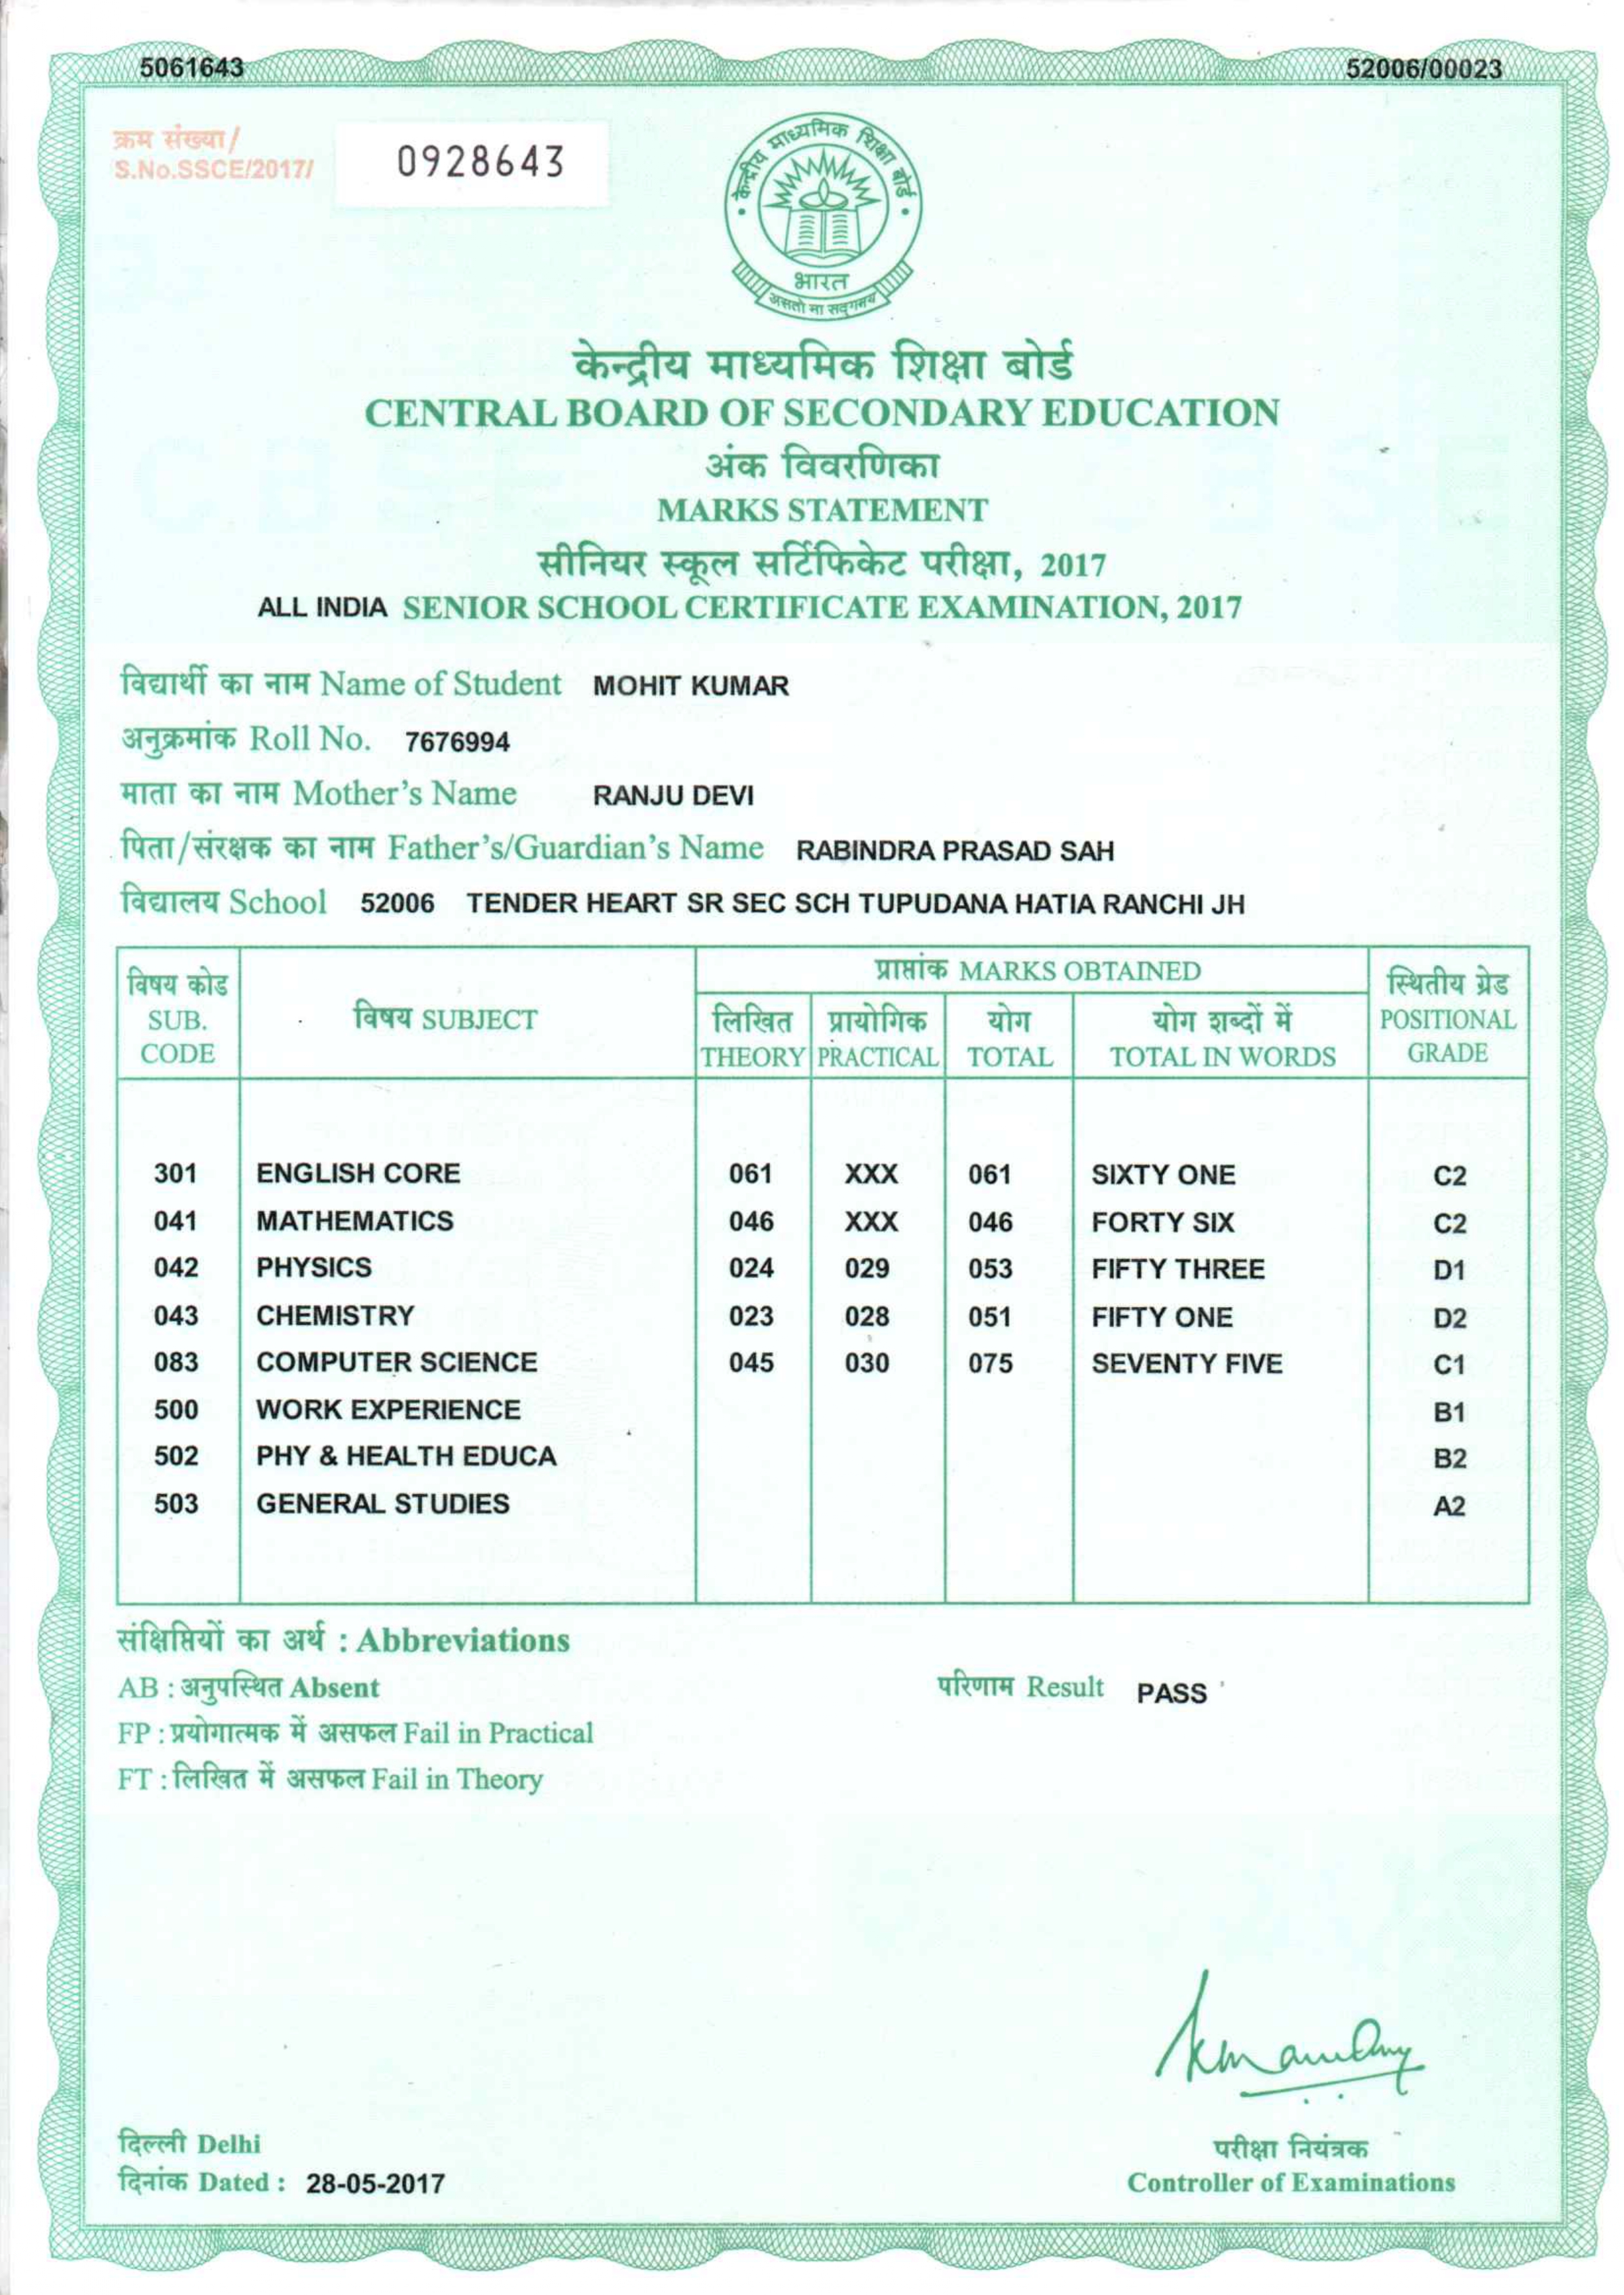 5061643 52006/00023
क्रम संख्या/
S.No.SSCE/2017/ 0928643
केन्द्रीय माध्यमिक शिक्षा बोर्ड
भारत
असतो मा सद्गमय
केन्द्रीय माध्यमिक शिक्षा बोर्ड
CENTRAL BOARD OF SECONDARY EDUCATION
अंक विवरणिका
MARKS STATEMENT
सीनियर स्कूल सर्टिफिकेट परीक्षा, 2017
ALL INDIA SENIOR SCHOOL CERTIFICATE EXAMINATION, 2017
विद्यार्थी का नाम Name of Student MOHIT KUMAR
अनुक्रमांक Roll No. 7676994
माता का नाम Mother's Name RANJU DEVI
पिता/संरक्षक का नाम Father's/Guardian's Name RABINDRA PRASAD SAH
विद्यालय School 52006 TENDER HEART SR SEC SCH TUPUDANA HATIA RANCHI JH
विषय कोड SUB. CODE
विषय SUBJECT
प्राप्तांक MARKS OBTAINED
लिखित THEORY
प्रायोगिक PRACTICAL
योग TOTAL
योग शब्दों में TOTAL IN WORDS
स्थितीय ग्रेड POSITIONAL GRADE
301 ENGLISH CORE 061 XXX 061 SIXTY ONE C2
041 MATHEMATICS 046 XXX 046 FORTY SIX C2
042 PHYSICS 024 029 053 FIFTY THREE D1
043 CHEMISTRY 023 028 051 FIFTY ONE D2
083 COMPUTER SCIENCE 045 030 075 SEVENTY FIVE C1
500 WORK EXPERIENCE B1
502 PHY & HEALTH EDUCA B2
503 GENERAL STUDIES A2
संक्षिप्तियों का अर्थ : Abbreviations
AB : अनुपस्थित Absent परिणाम Result PASS
FP : प्रयोगात्मक में असफल Fail in Practical
FT : लिखित में असफल Fail in Theory
दिल्ली Delhi परीक्षा नियंत्रक
दिनांक Dated : 28-05-2017 Controller of Examinations